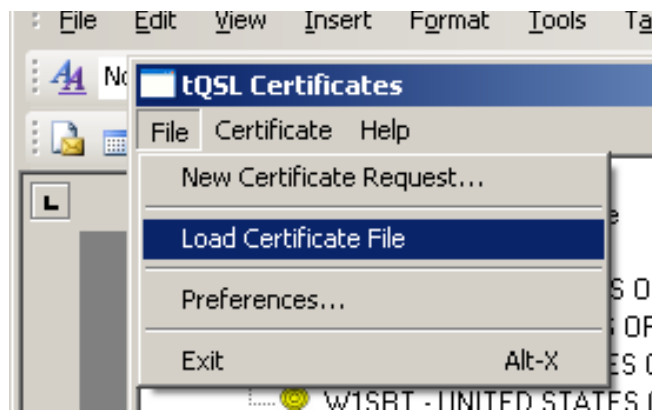 File Edit View Insert Format Tools
tQSL Certificates
File Certificate Help
New Certificate Request...
Load Certificate File
Preferences...
Exit Alt-X
W1SBT - UNITED STATES